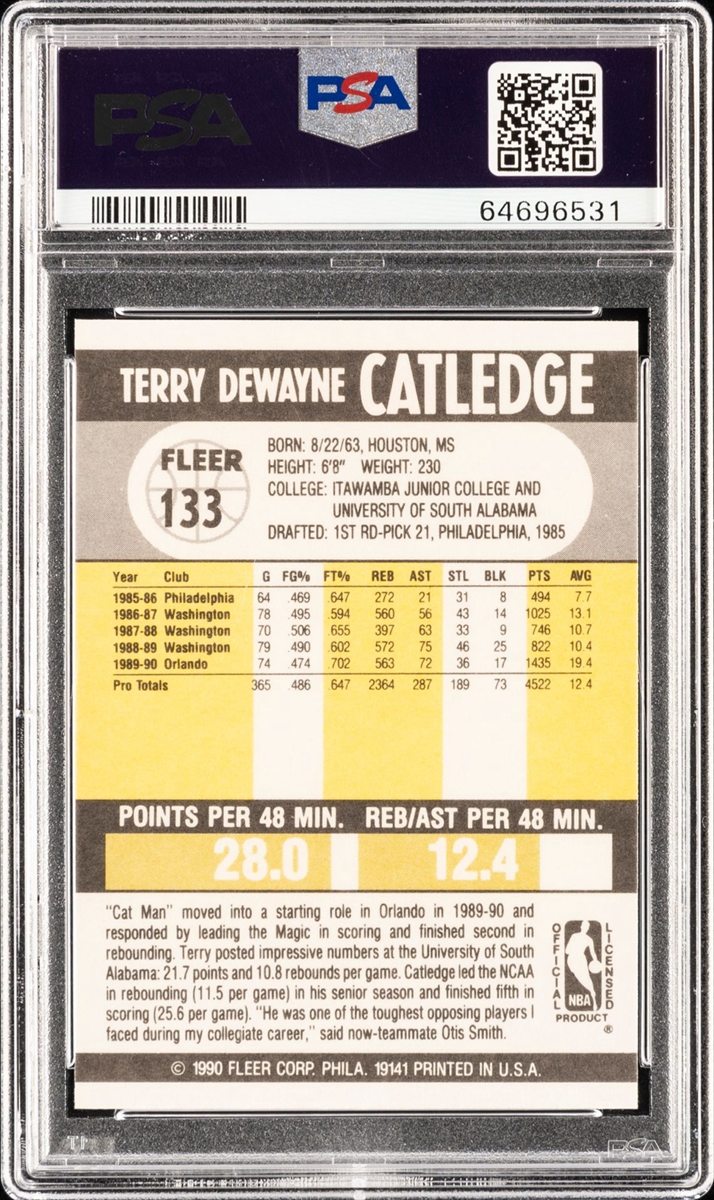 PSA
PSA
64696531
TERRY DEWAYNE CATLEDGE
FLEER
133
BORN: 8/22/63, HOUSTON, MS
HEIGHT: 6'8" WEIGHT: 230
COLLEGE: ITAWAMBA JUNIOR COLLEGE AND
UNIVERSITY OF SOUTH ALABAMA
DRAFTED: 1ST RD-PICK 21, PHILADELPHIA, 1985
Year Club G FG% FT% REB AST STL BLK PTS AVG
1985-86 Philadelphia 64 .469 .647 272 21 31 8 494 7.7
1986-87 Washington 78 .495 .594 560 56 43 14 1025 13.1
1987-88 Washington 70 .506 .655 397 63 33 9 746 10.7
1988-89 Washington 79 .490 .602 572 75 46 25 822 10.4
1989-90 Orlando 74 .474 .702 563 72 36 17 1435 19.4
Pro Totals 365 .486 .647 2364 287 189 73 4522 12.4
POINTS PER 48 MIN. REB/AST PER 48 MIN.
28.0 12.4
"Cat Man" moved into a starting role in Orlando in 1989-90 and
responded by leading the Magic in scoring and finished second in
rebounding. Terry posted impressive numbers at the University of South
Alabama: 21.7 points and 10.8 rebounds per game. Catledge led the NCAA
in rebounding (11.5 per game) in his senior season and finished fifth in
scoring (25.6 per game). "He was one of the toughest opposing players I
faced during my collegiate career," said now-teammate Otis Smith.
OFFICIAL
LICENSED
NBA
PRODUCT
®
© 1990 FLEER CORP. PHILA. 19141 PRINTED IN U.S.A.
PSA